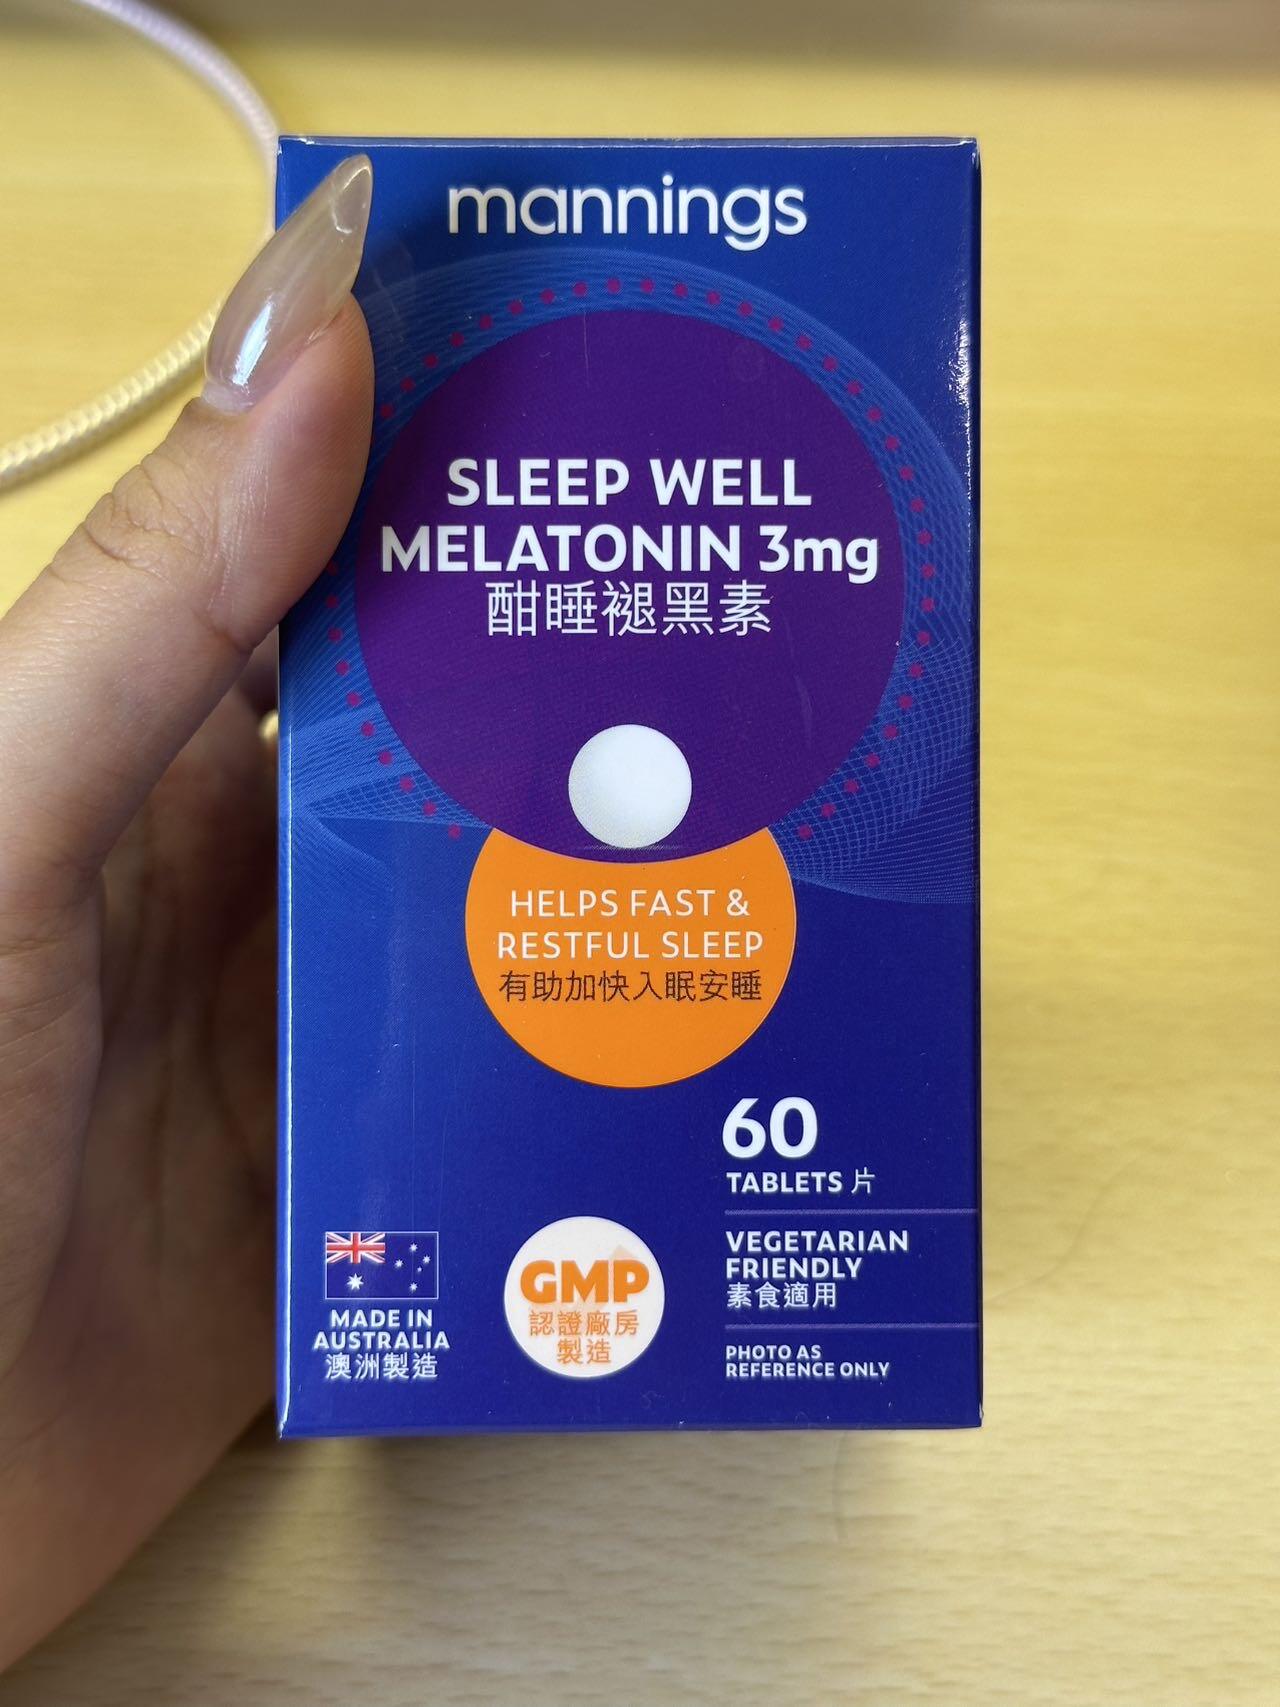 mannings
SLEEP WELL
MELATONIN 3mg
酣睡褪黑素
HELPS FAST &
RESTFUL SLEEP
有助加快入眠安睡
60
TABLETS 片
VEGETARIAN
FRIENDLY
素食適用
PHOTO AS
REFERENCE ONLY
GMP
認證廠房
製造
MADE IN
AUSTRALIA
澳洲製造